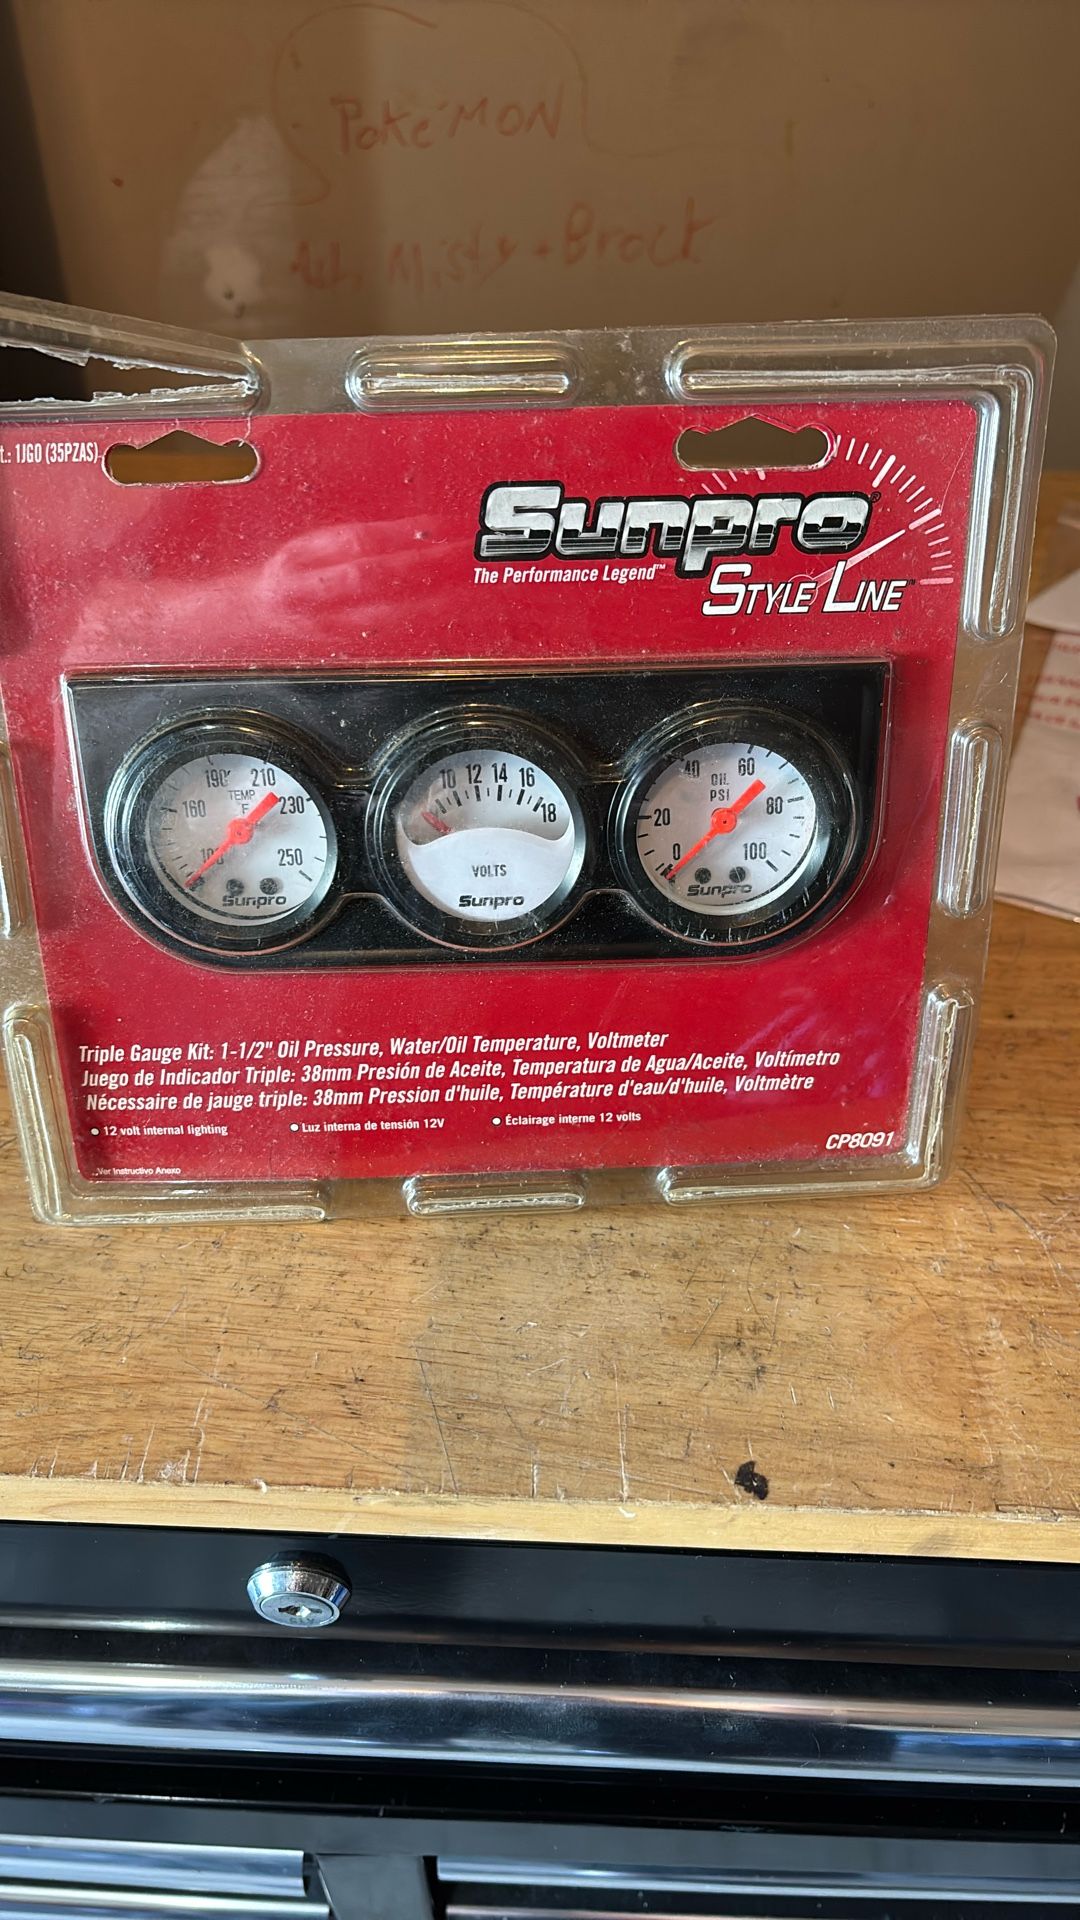 PokéMON
Ash, Misty + Brock
t.: 1JGO (35PZAS)
Sunpro®
The Performance Legend™
STYLE LINE™
190 210
TEMP
°F
160 230
100 250
Sunpro
10 12 14 16 18
VOLTS
Sunpro
40 60
OIL
PSI
20 80
0 100
Sunpro
Triple Gauge Kit: 1-1/2" Oil Pressure, Water/Oil Temperature, Voltmeter
Juego de Indicador Triple: 38mm Presión de Aceite, Temperatura de Agua/Aceite, Voltímetro
Nécessaire de jauge triple: 38mm Pression d'huile, Température d'eau/d'huile, Voltmètre
• 12 volt internal lighting • Luz interna de tensión 12V • Éclairage interne 12 volts
CP8091
Ver Instructivo Anexo